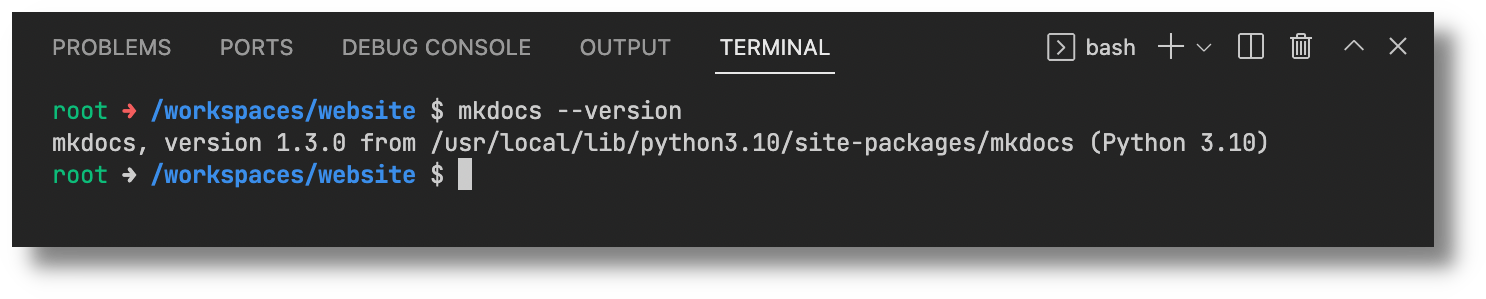 PROBLEMS PORTS DEBUG CONSOLE OUTPUT TERMINAL bash
root → /workspaces/website $ mkdocs --version
mkdocs, version 1.3.0 from /usr/local/lib/python3.10/site-packages/mkdocs (Python 3.10)
root → /workspaces/website $